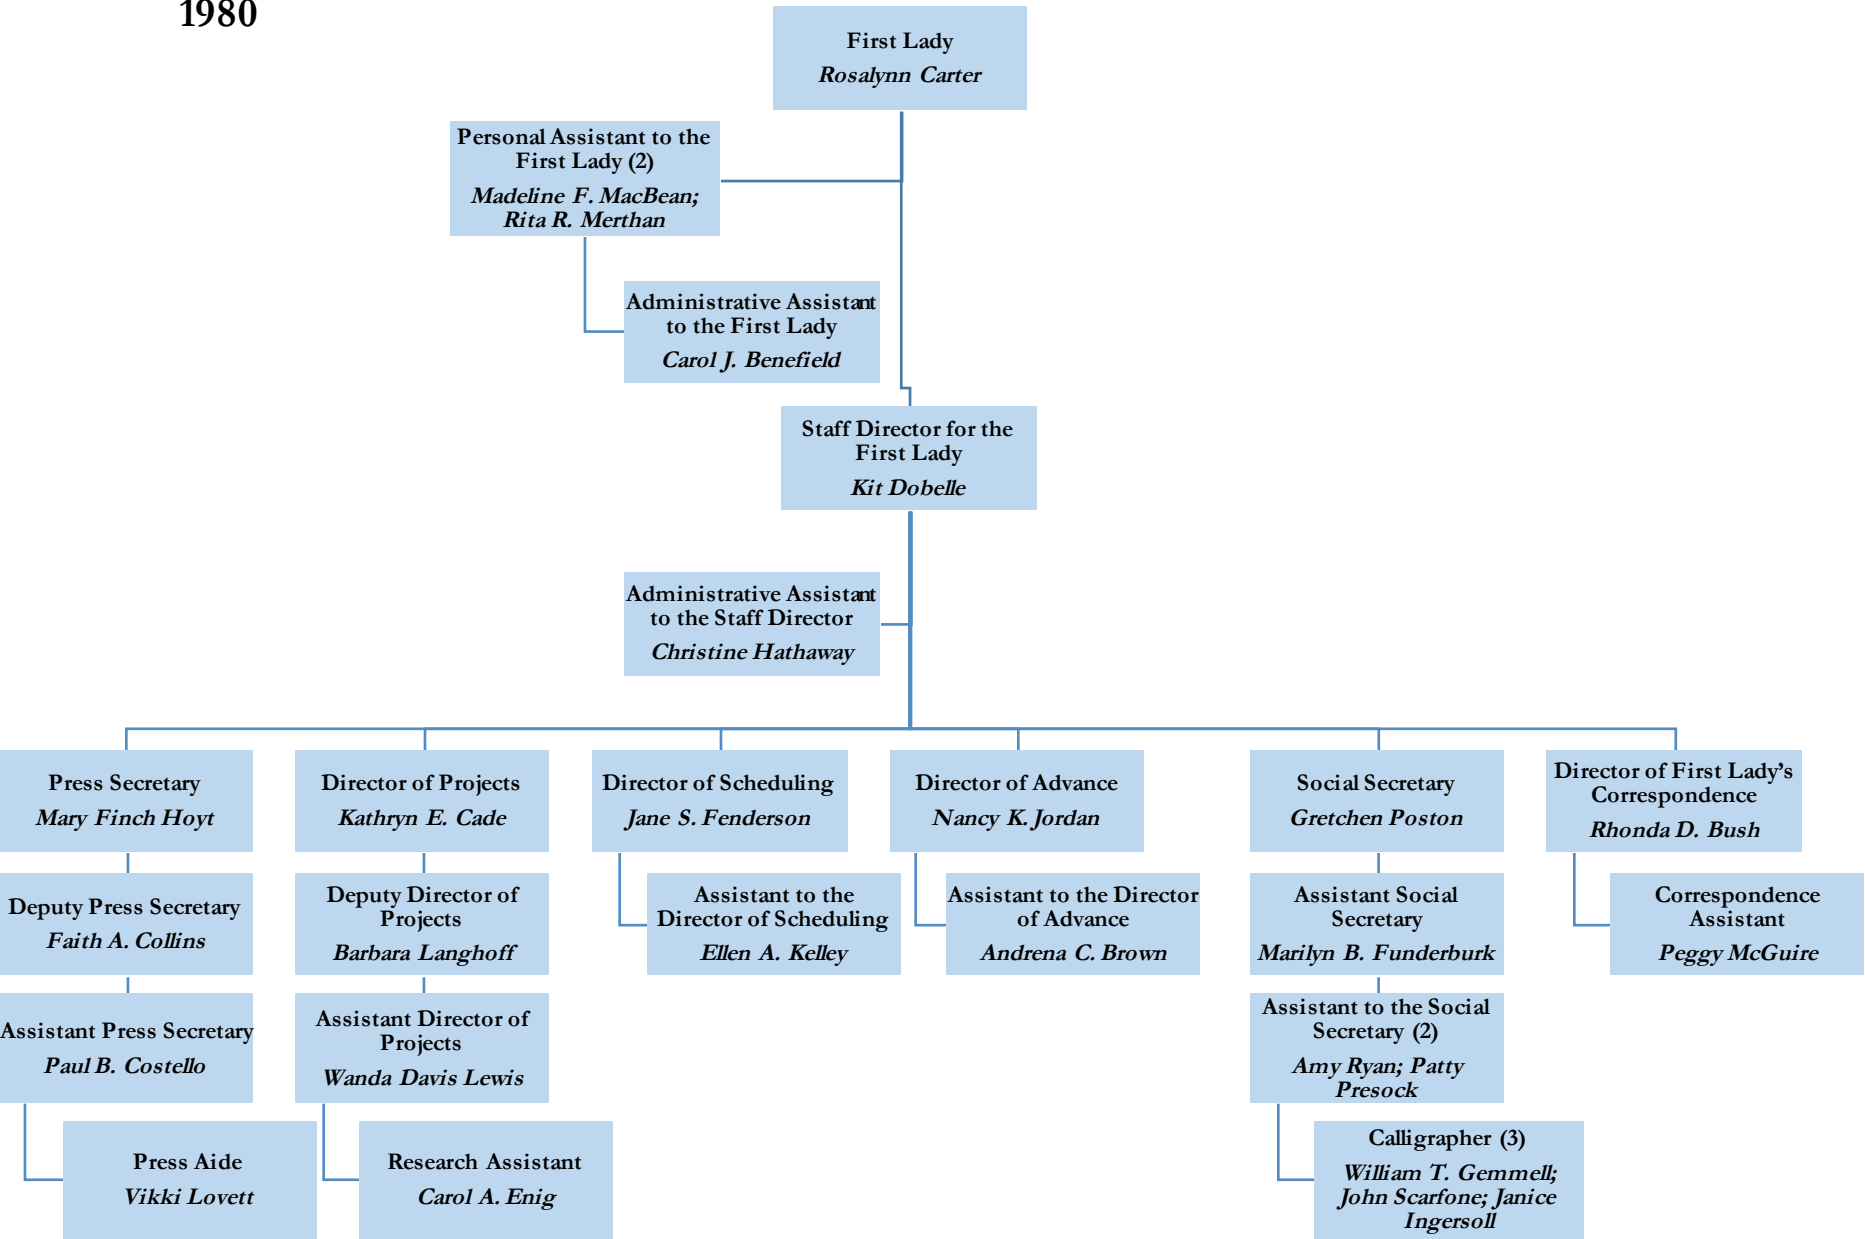 1980
First Lady
Rosalynn Carter
Personal Assistant to the
First Lady (2)
Madeline F. MacBean;
Rita R. Merthan
Administrative Assistant
to the First Lady
Carol J. Benefield
Staff Director for the
First Lady
Kit Dobelle
Administrative Assistant
to the Staff Director
Christine Hathaway
Press Secretary
Mary Finch Hoyt
Director of Projects
Kathryn E. Cade
Director of Scheduling
Jane S. Fenderson
Director of Advance
Nancy K. Jordan
Social Secretary
Gretchen Poston
Director of First Lady’s
Correspondence
Rhonda D. Bush
Deputy Press Secretary
Faith A. Collins
Deputy Director of
Projects
Barbara Langhoff
Assistant to the
Director of Scheduling
Ellen A. Kelley
Assistant to the Director
of Advance
Andrena C. Brown
Assistant Social
Secretary
Marilyn B. Funderburk
Correspondence
Assistant
Peggy McGuire
Assistant Press Secretary
Paul B. Costello
Assistant Director of
Projects
Wanda Davis Lewis
Assistant to the Social
Secretary (2)
Amy Ryan; Patty
Presock
Press Aide
Vikki Lovett
Research Assistant
Carol A. Enig
Calligrapher (3)
William T. Gemmell;
John Scarfone; Janice
Ingersoll